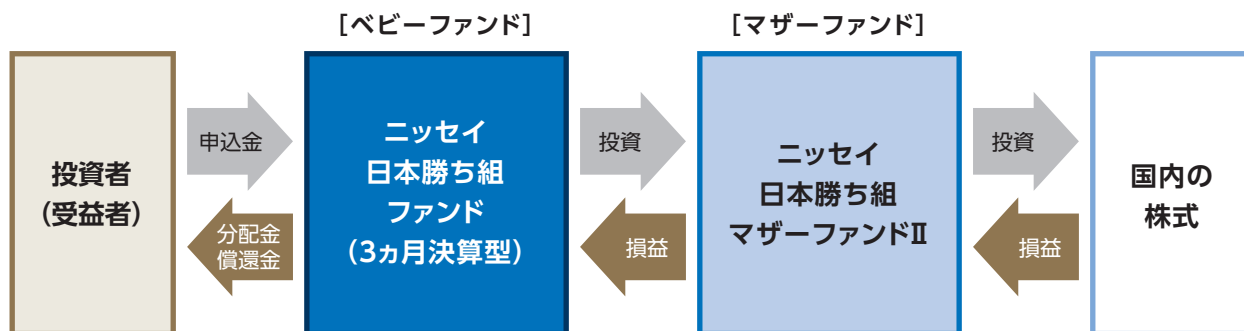 [ベビーファンド]
[マザーファンド]
投資者
(受益者)
申込金
分配金
償還金
ニッセイ
日本勝ち組
ファンド
(3ヵ月決算型)
投資
損益
ニッセイ
日本勝ち組
マザーファンドⅡ
投資
損益
国内の
株式